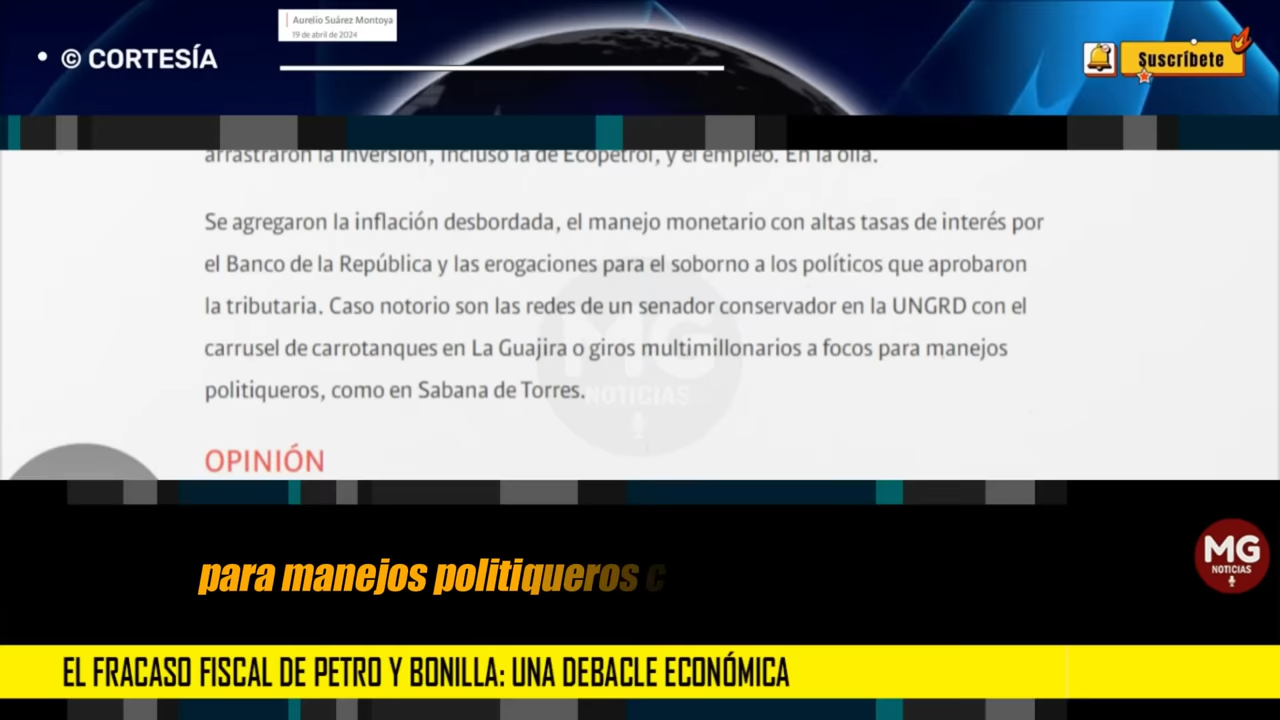 © CORTESÍA
Aurelio Suárez Montoya
19 de abril de 2024
Suscríbete
arrastraron la inversión, incluso la de Ecopetrol, y el empleo. En la olla.
Se agregaron la inflación desbordada, el manejo monetario con altas tasas de interés por
el Banco de la República y las erogaciones para el soborno a los políticos que aprobaron
la tributaria. Caso notorio son las redes de un senador conservador en la UNGRD con el
carrusel de carrotanques en La Guajira o giros multimillonarios a focos para manejos
politiqueros, como en Sabana de Torres.
MG
NOTICIAS
OPINIÓN
para manejos politiqueros c
MG
NOTICIAS
EL FRACASO FISCAL DE PETRO Y BONILLA: UNA DEBACLE ECONÓMICA